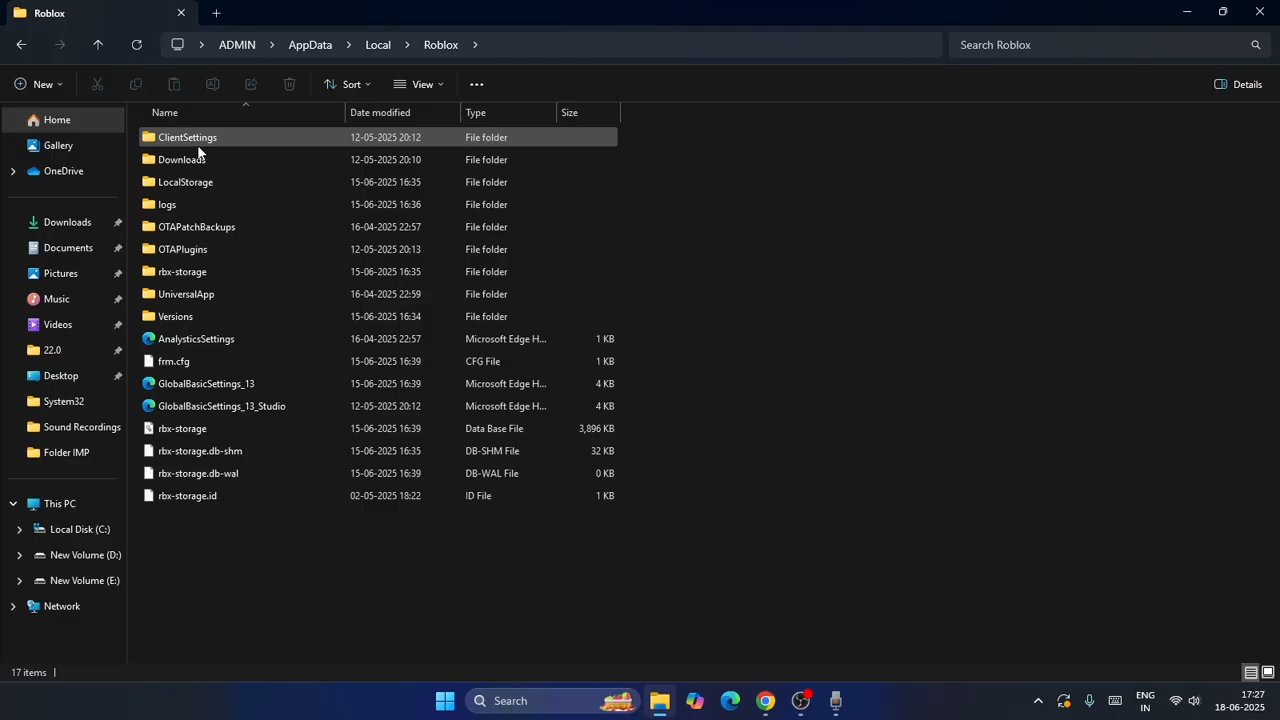 Roblox
ADMIN > AppData > Local > Roblox >
Search Roblox
New
Sort
View
Details
Name
Date modified
Type
Size
Home
Gallery
OneDrive
Downloads
Documents
Pictures
Music
Videos
22.0
Desktop
System32
Sound Recordings
Folder IMP
This PC
Local Disk (C:)
New Volume (D:)
New Volume (E:)
Network
ClientSettings 12-05-2025 20:12 File folder
Downloads 12-05-2025 20:10 File folder
LocalStorage 15-06-2025 16:35 File folder
logs 15-06-2025 16:36 File folder
OTAPatchBackups 16-04-2025 22:57 File folder
OTAPlugins 12-05-2025 20:13 File folder
rbx-storage 15-06-2025 16:35 File folder
UniversalApp 16-04-2025 22:59 File folder
Versions 15-06-2025 16:34 File folder
AnalysticsSettings 16-04-2025 22:57 Microsoft Edge H... 1 KB
frm.cfg 15-06-2025 16:39 CFG File 1 KB
GlobalBasicSettings_13 15-06-2025 16:39 Microsoft Edge H... 4 KB
GlobalBasicSettings_13_Studio 12-05-2025 20:12 Microsoft Edge H... 4 KB
rbx-storage 15-06-2025 16:39 Data Base File 3,896 KB
rbx-storage.db-shm 15-06-2025 16:35 DB-SHM File 32 KB
rbx-storage.db-wal 15-06-2025 16:39 DB-WAL File 0 KB
rbx-storage.id 02-05-2025 18:22 ID File 1 KB
17 items
Search
ENG
IN
17:27
18-06-2025